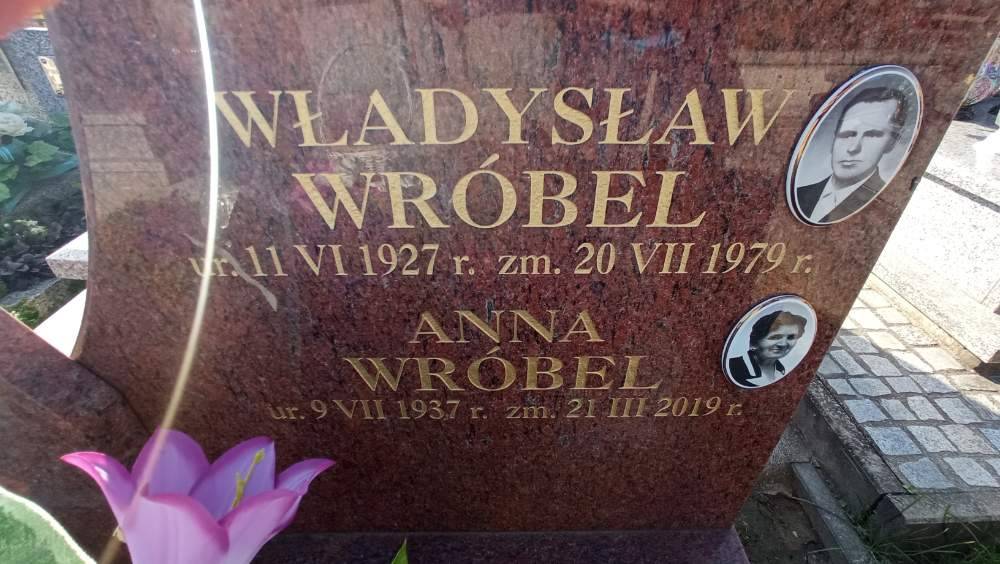 WŁADYSŁAW
WRÓBEL
ur. 11 VI 1927 r. zm. 20 VII 1979 r.
ANNA
WRÓBEL
ur. 9 VII 1937 r. zm. 21 III 2019 r.